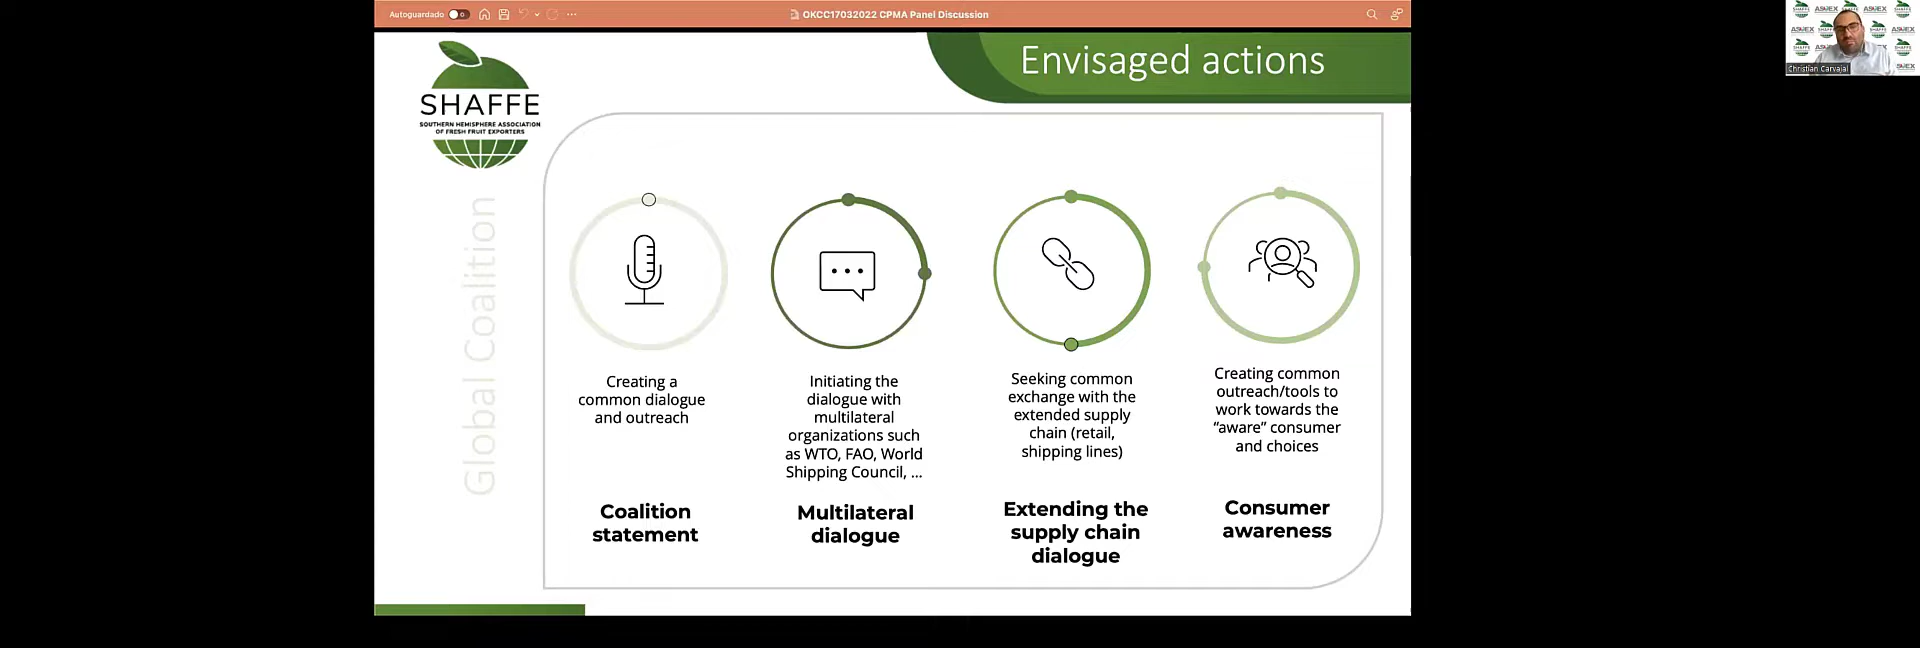 Autoguardado
OKCC17032022 CPMA Panel Discussion
Envisaged actions
SHAFFE
SOUTHERN HEMISPHERE ASSOCIATION
OF FRESH FRUIT EXPORTERS
Global Coalition
Creating a
common dialogue
and outreach
Coalition
statement
Initiating the
dialogue with
multilateral
organizations such
as WTO, FAO, World
Shipping Council, ...
Multilateral
dialogue
Seeking common
exchange with the
extended supply
chain (retail,
shipping lines)
Extending the
supply chain
dialogue
Creating common
outreach/tools to
work towards the
“aware” consumer
and choices
Consumer
awareness
Christian Carvajal